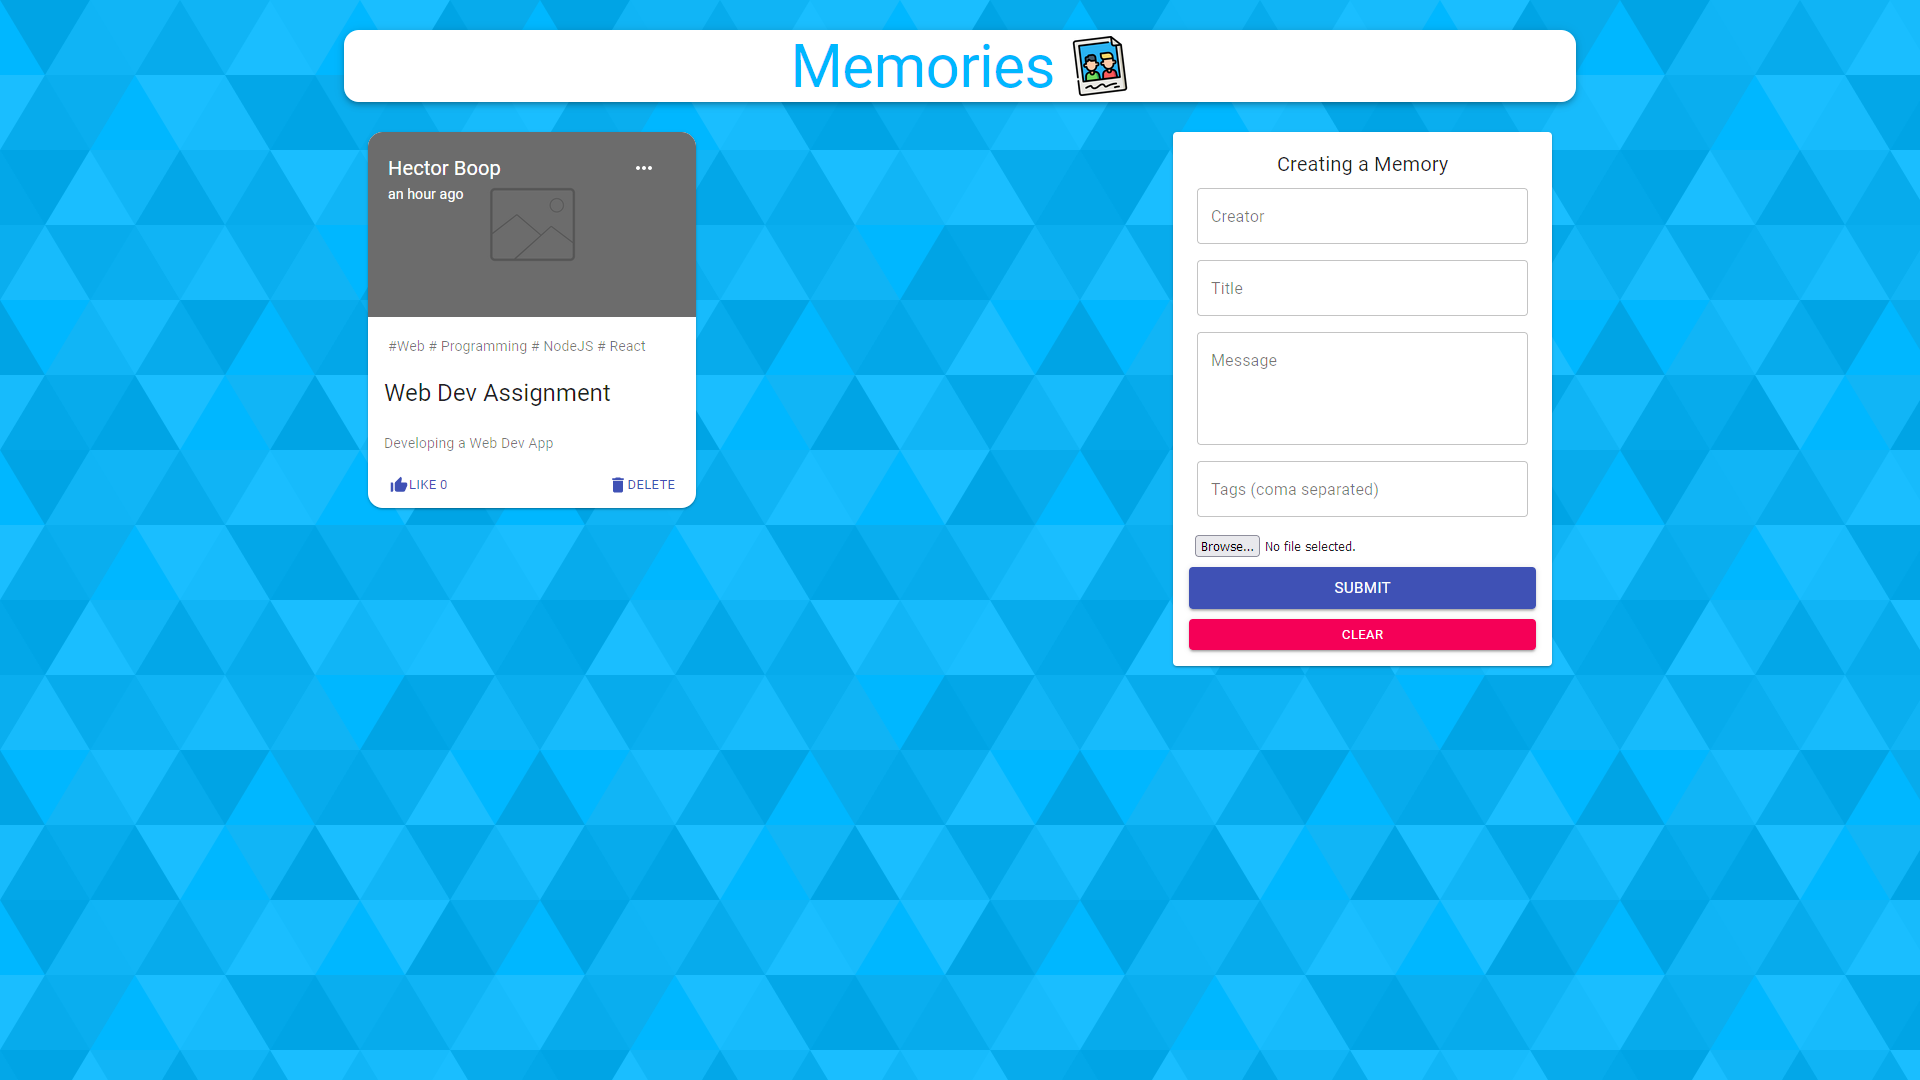 Memories
Hector Boop
an hour ago
#Web # Programming # NodeJS # React
Web Dev Assignment
Developing a Web Dev App
LIKE 0
DELETE
Creating a Memory
Creator
Title
Message
Tags (coma separated)
Browse... No file selected.
SUBMIT
CLEAR